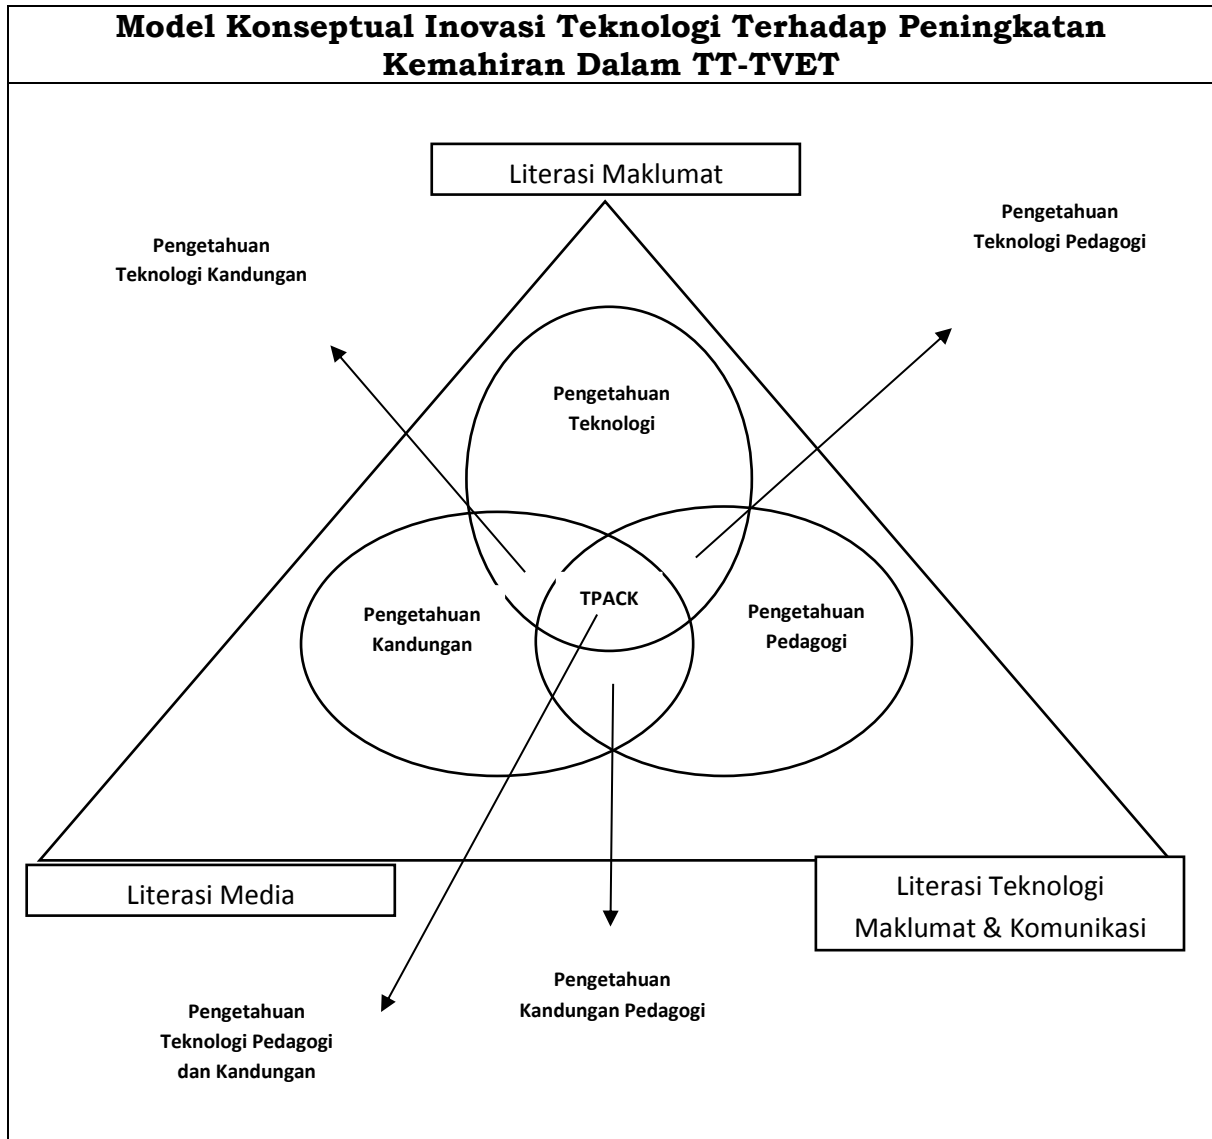 Model Konseptual Inovasi Teknologi Terhadap Peningkatan
Kemahiran Dalam TT-TVET
Literasi Maklumat
Pengetahuan
Teknologi Kandungan
Pengetahuan
Teknologi Pedagogi
Pengetahuan
Teknologi
Pengetahuan
Kandungan
TPACK
Pengetahuan
Pedagogi
Literasi Media
Literasi Teknologi
Maklumat & Komunikasi
Pengetahuan
Teknologi Pedagogi
dan Kandungan
Pengetahuan
Kandungan Pedagogi